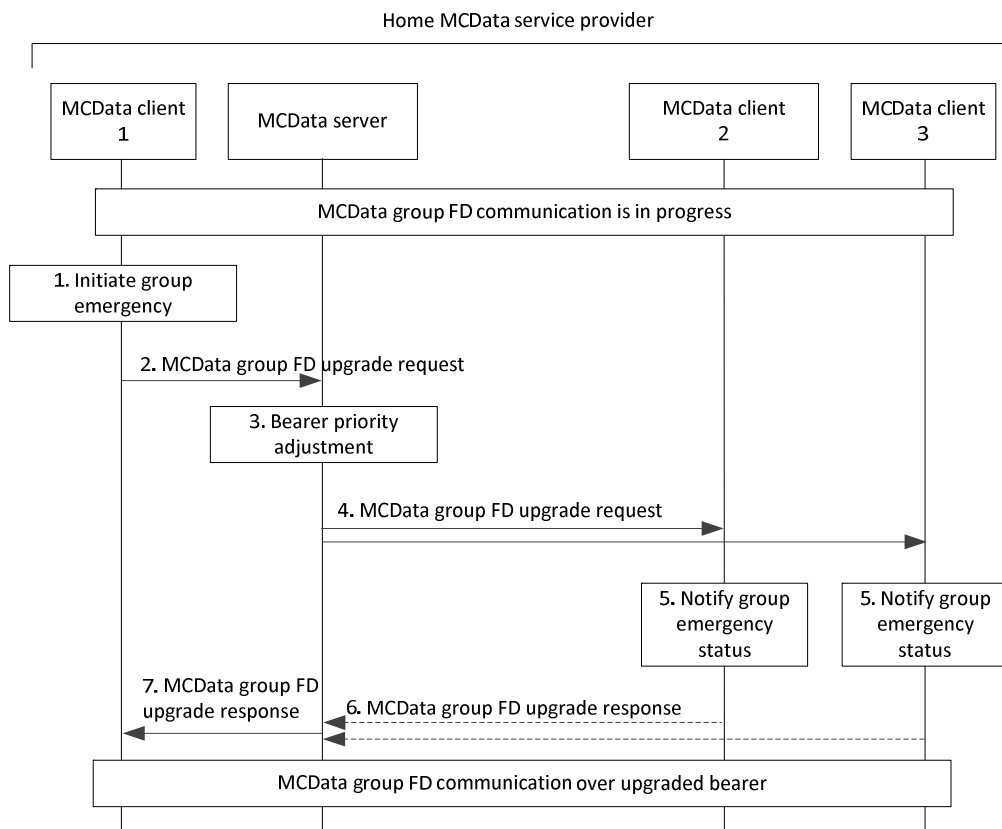 Home MCData service provider
MCData client
1
MCData server
MCData client
2
MCData client
3
MCData group FD communication is in progress
1. Initiate group
emergency
2. MCData group FD upgrade request
3. Bearer priority
adjustment
4. MCData group FD upgrade request
5. Notify group
emergency
status
5. Notify group
emergency
status
7. MCData group FD
upgrade response
6. MCData group FD upgrade response
MCData group FD communication over upgraded bearer